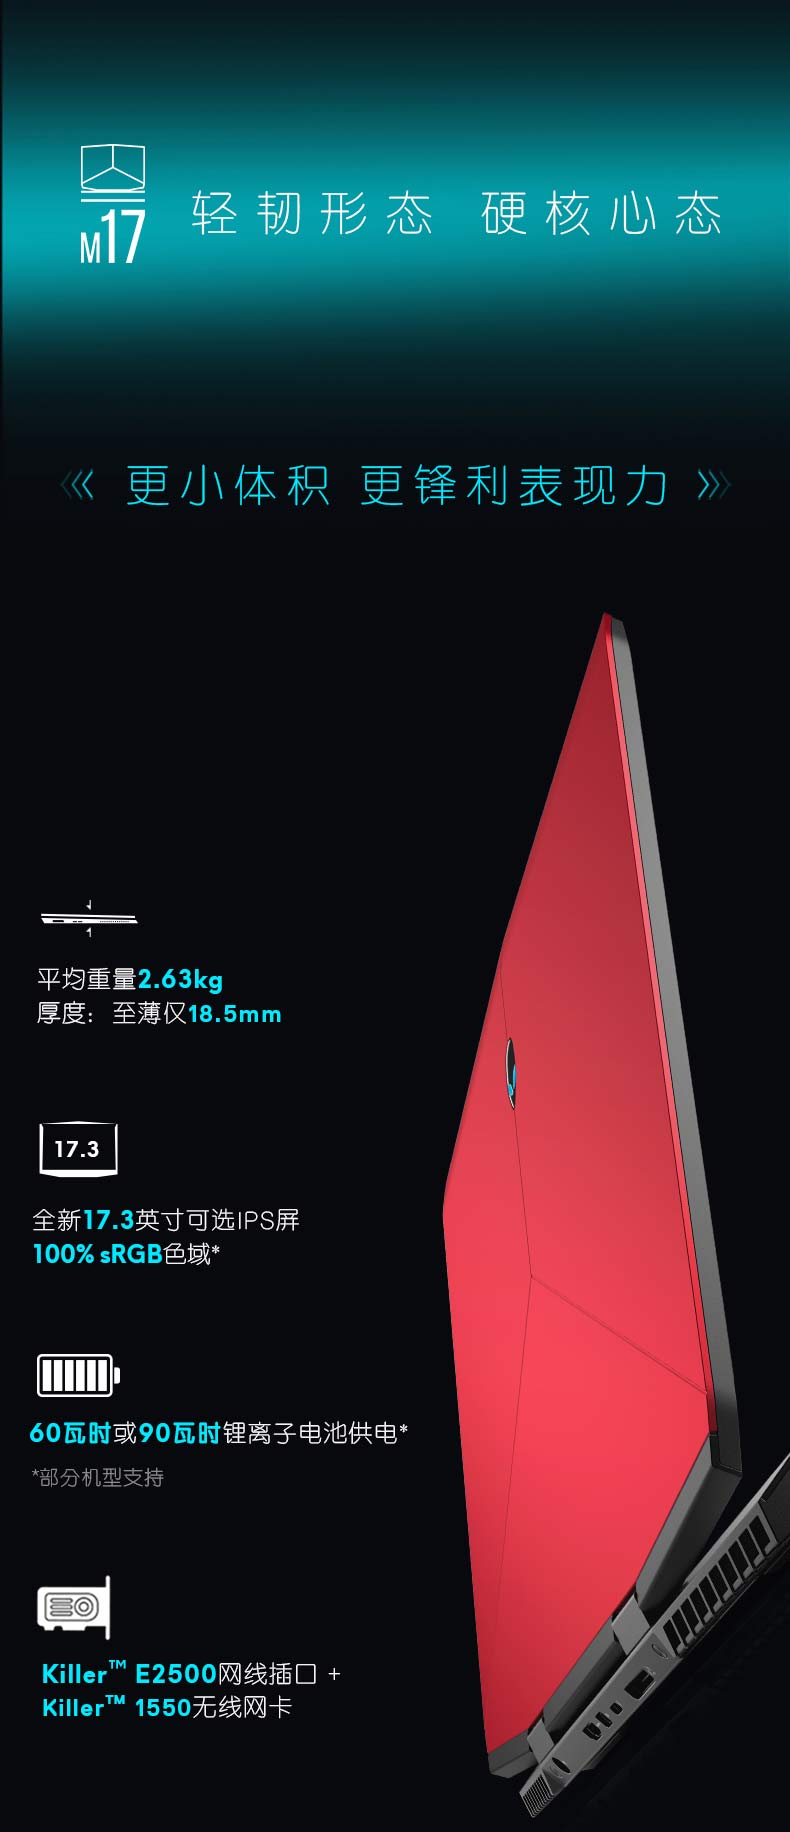 M17
轻韧形态 硬核心态
更小体积 更锋利表现力
平均重量2.63kg
厚度：至薄仅18.5mm
17.3
全新17.3英寸可选IPS屏
100% sRGB色域*
60瓦时或90瓦时锂离子电池供电*
*部分机型支持
Killer™ E2500网线插口 +
Killer™ 1550无线网卡